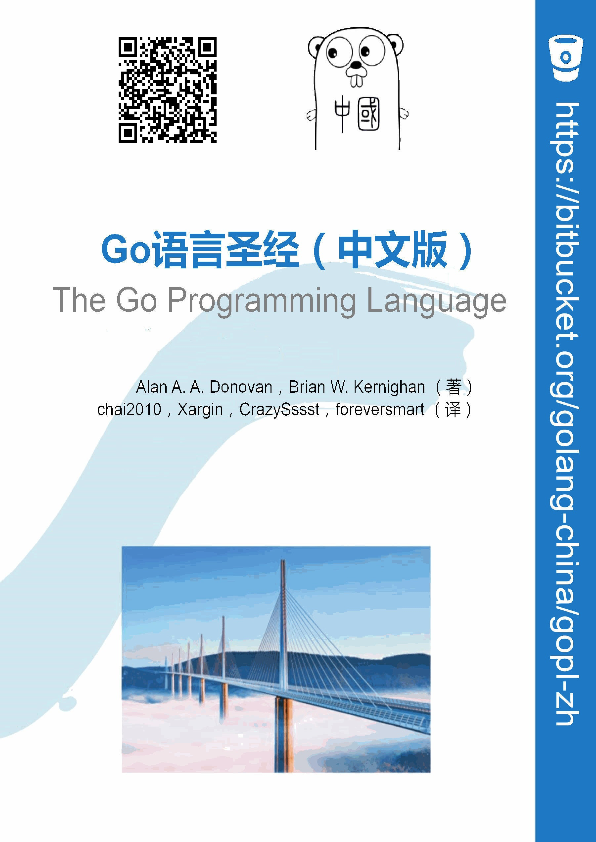 中國
Go语言圣经（中文版）
The Go Programming Language
Alan A. A. Donovan，Brian W. Kernighan （著）
chai2010，Xargin，CrazySssst，foreversmart （译）
https://bitbucket.org/golang-china/gopl-zh